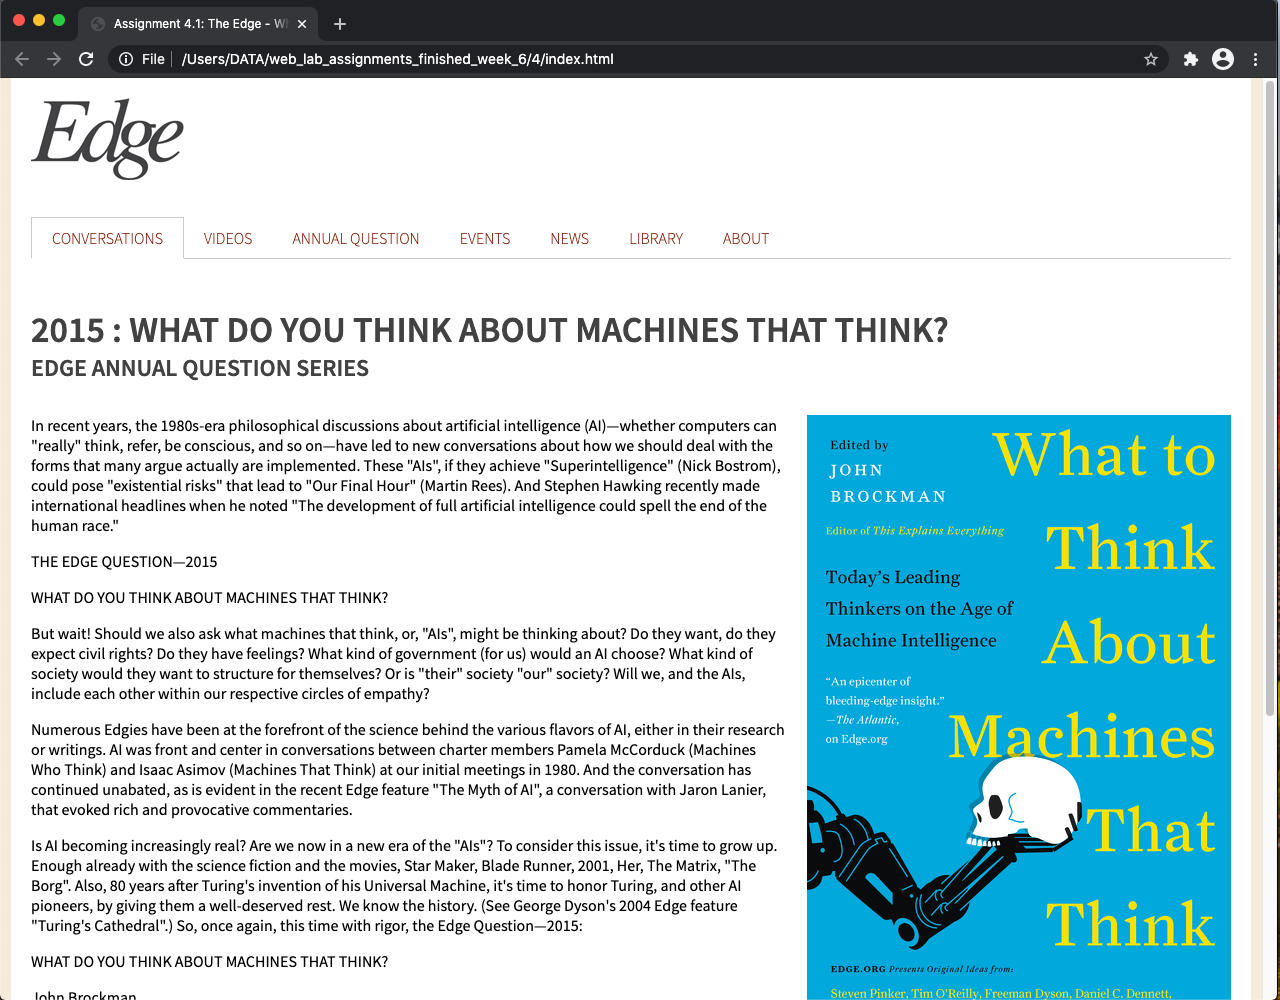 Assignment 4.1: The Edge - W
File
/Users/DATA/web_lab_assignments_finished_week_6/4/index.html
Edge
CONVERSATIONS VIDEOS ANNUAL QUESTION EVENTS NEWS LIBRARY ABOUT
2015 : WHAT DO YOU THINK ABOUT MACHINES THAT THINK?
EDGE ANNUAL QUESTION SERIES
In recent years, the 1980s-era philosophical discussions about artificial intelligence (AI)—whether computers can
"really" think, refer, be conscious, and so on—have led to new conversations about how we should deal with the
forms that many argue actually are implemented. These "AIs", if they achieve "Superintelligence" (Nick Bostrom),
could pose "existential risks" that lead to "Our Final Hour" (Martin Rees). And Stephen Hawking recently made
international headlines when he noted "The development of full artificial intelligence could spell the end of the
human race."
THE EDGE QUESTION—2015
WHAT DO YOU THINK ABOUT MACHINES THAT THINK?
But wait! Should we also ask what machines that think, or, "AIs", might be thinking about? Do they want, do they
expect civil rights? Do they have feelings? What kind of government (for us) would an AI choose? What kind of
society would they want to structure for themselves? Or is "their" society "our" society? Will we, and the AIs,
include each other within our respective circles of empathy?
Numerous Edgies have been at the forefront of the science behind the various flavors of AI, either in their research
or writings. AI was front and center in conversations between charter members Pamela McCorduck (Machines
Who Think) and Isaac Asimov (Machines That Think) at our initial meetings in 1980. And the conversation has
continued unabated, as is evident in the recent Edge feature "The Myth of AI", a conversation with Jaron Lanier,
that evoked rich and provocative commentaries.
Is AI becoming increasingly real? Are we now in a new era of the "AIs"? To consider this issue, it's time to grow up.
Enough already with the science fiction and the movies, Star Maker, Blade Runner, 2001, Her, The Matrix, "The
Borg". Also, 80 years after Turing's invention of his Universal Machine, it's time to honor Turing, and other AI
pioneers, by giving them a well-deserved rest. We know the history. (See George Dyson's 2004 Edge feature
"Turing's Cathedral".) So, once again, this time with rigor, the Edge Question—2015:
WHAT DO YOU THINK ABOUT MACHINES THAT THINK?
John Brockman
Edited by
JOHN
BROCKMAN
Editor of This Explains Everything
Today's Leading
Thinkers on the Age of
Machine Intelligence
“An epicenter of
bleeding-edge insight.”
—The Atlantic,
on Edge.org
What to
Think
About
Machines
That
Think
EDGE.ORG Presents Original Ideas from:
Steven Pinker, Tim O'Reilly, Freeman Dyson, Daniel C. Dennett,